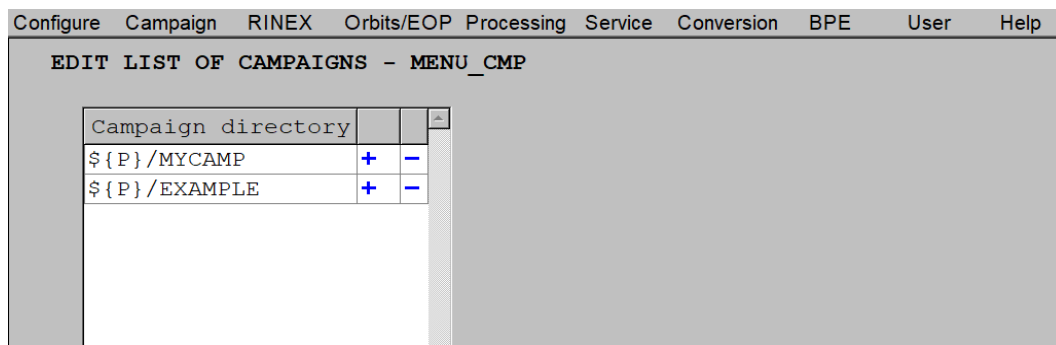 Configure Campaign RINEX Orbits/EOP Processing Service Conversion BPE User Help
EDIT LIST OF CAMPAIGNS - MENU_CMP
Campaign directory
${P}/MYCAMP + -
${P}/EXAMPLE + -